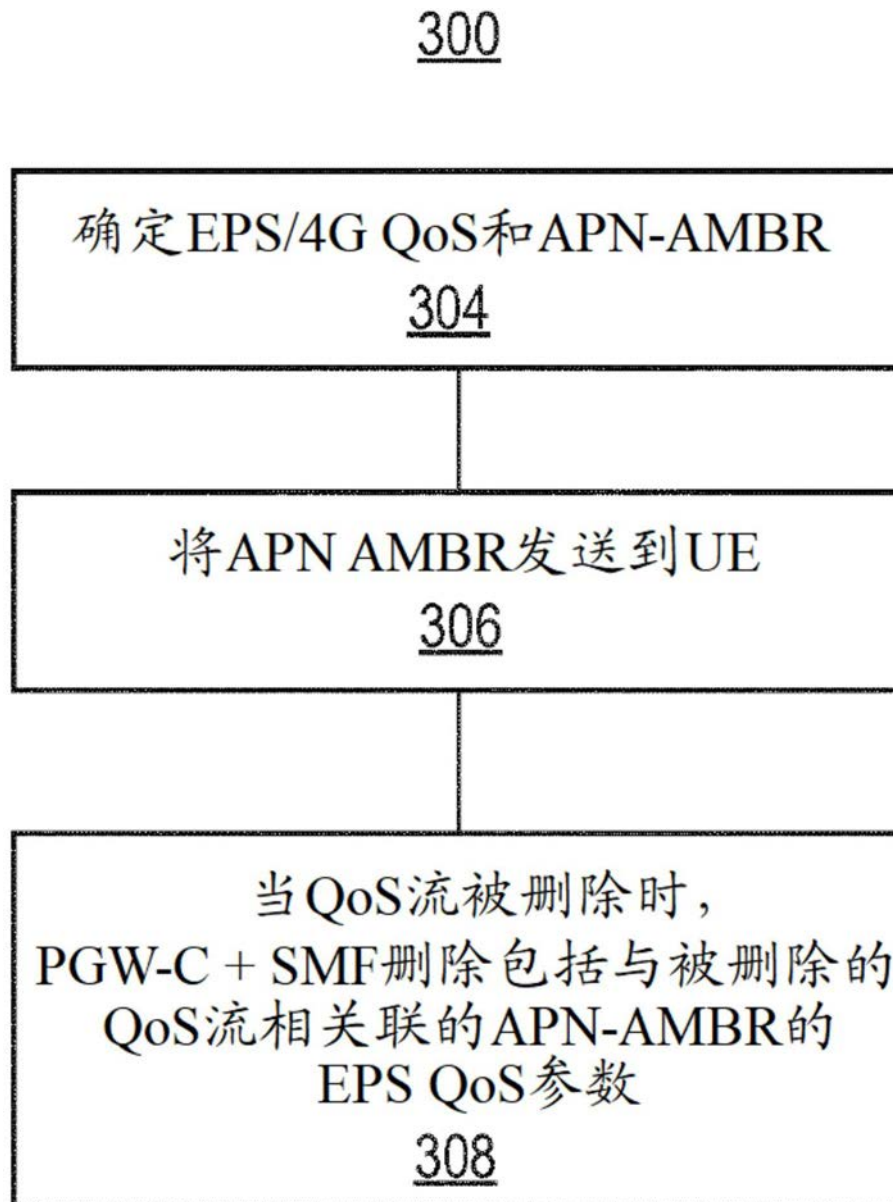 300
确定EPS/4G QoS和APN-AMBR
304
将APN AMBR发送到UE
306
当QoS流被删除时,
PGW-C + SMF删除包括与被删除的
QoS流相关联的APN-AMBR的
EPS QoS参数
308